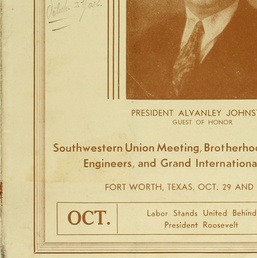 PRESIDENT ALVANLEY JOHNS
GUEST OF HONOR
Southwestern Union Meeting, Brotherhoo
Engineers, and Grand Internationa
FORT WORTH, TEXAS, OCT. 29 AND
OCT.
Labor Stands United Behind
President Roosevelt